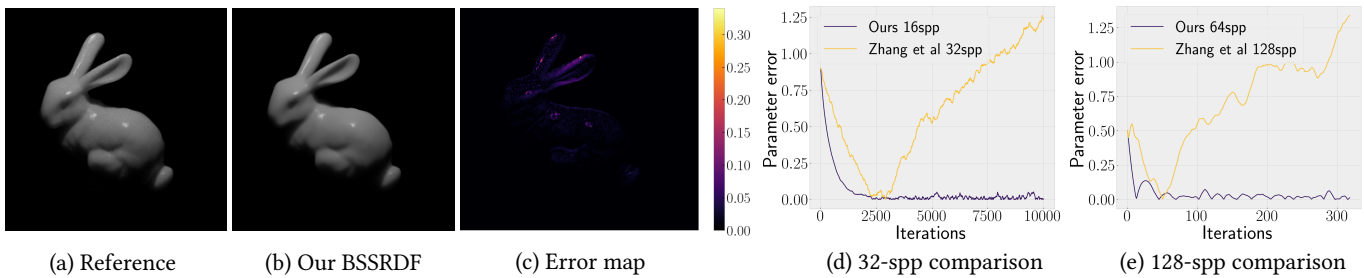 0.30
0.25
0.20
0.15
0.10
0.05
0.00
1.25
1.00
0.75
0.50
0.25
0.00
Parameter error
Ours 16spp
Zhang et al 32spp
0 2500 5000 7500 10000
Iterations
1.25
1.00
0.75
0.50
0.25
0.00
Parameter error
Ours 64spp
Zhang et al 128spp
0 100 200 300
Iterations
(a) Reference
(b) Our BSSRDF
(c) Error map
(d) 32-spp comparison
(e) 128-spp comparison